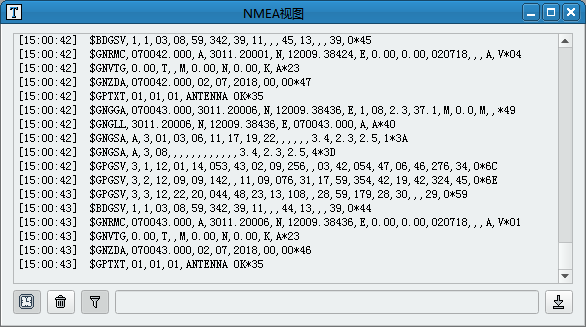 NMEA视图
[15:00:42] $BDGSV,1,1,03,08,59,342,39,11,,,45,13,,,39,0*45
[15:00:42] $GNRMC,070042.000,A,3011.20001,N,12009.38424,E,0.00,0.00,020718,,,A,V*04
[15:00:42] $GNVTG,0.00,T,,M,0.00,N,0.00,K,A*23
[15:00:42] $GNZDA,070042.000,02,07,2018,00,00*47
[15:00:42] $GPTXT,01,01,01,ANTENNA OK*35
[15:00:42] $GNGGA,070043.000,3011.20006,N,12009.38436,E,1,08,2.3,37.1,M,0.0,M,,*49
[15:00:42] $GNGLL,3011.20006,N,12009.38436,E,070043.000,A,A*40
[15:00:42] $GNGSA,A,3,01,03,06,11,17,19,22,,,,,,3.4,2.3,2.5,1*3A
[15:00:42] $GNGSA,A,3,08,,,,,,,,,,,,3.4,2.3,2.5,4*3D
[15:00:42] $GPGSV,3,1,12,01,14,053,43,02,09,256,,03,42,054,47,06,46,276,34,0*6C
[15:00:42] $GPGSV,3,2,12,09,09,142,,11,09,076,31,17,59,354,42,19,42,324,45,0*6E
[15:00:43] $GPGSV,3,3,12,22,20,044,48,23,13,108,,28,59,179,28,30,,,29,0*59
[15:00:43] $BDGSV,1,1,03,08,59,342,39,11,,,44,13,,,39,0*44
[15:00:43] $GNRMC,070043.000,A,3011.20006,N,12009.38436,E,0.00,0.00,020718,,,A,V*01
[15:00:43] $GNVTG,0.00,T,,M,0.00,N,0.00,K,A*23
[15:00:43] $GNZDA,070043.000,02,07,2018,00,00*46
[15:00:43] $GPTXT,01,01,01,ANTENNA OK*35